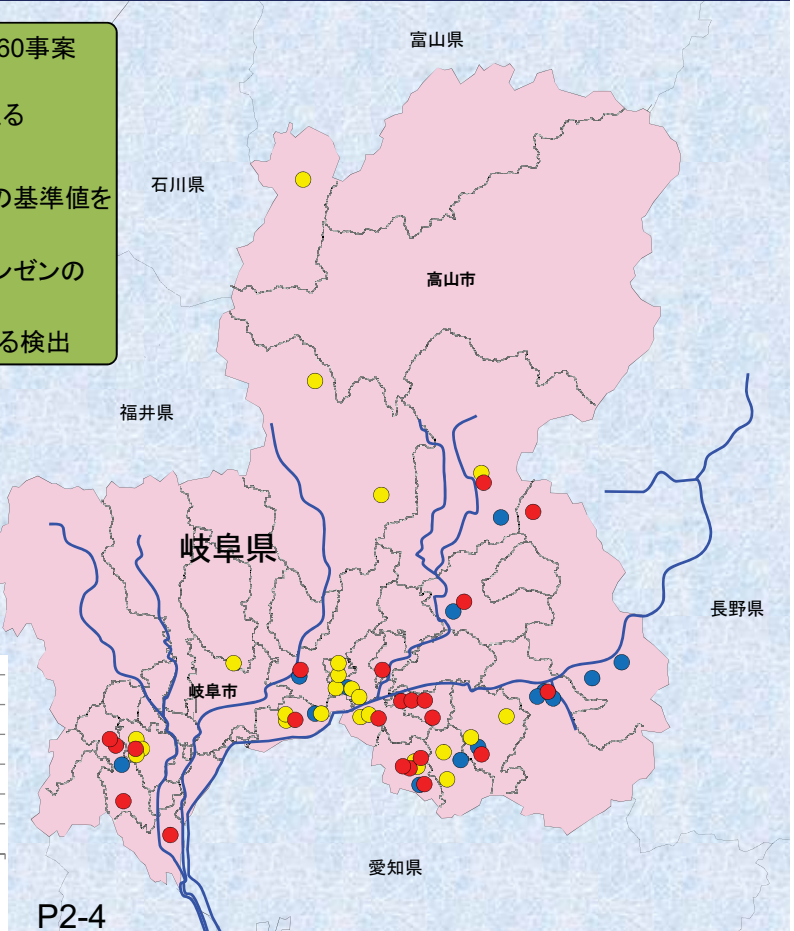 60事案
る
の基準値を
ンゼンの
る検出
富山県
石川県
高山市
福井県
岐阜県
長野県
岐阜市
愛知県
P2-4